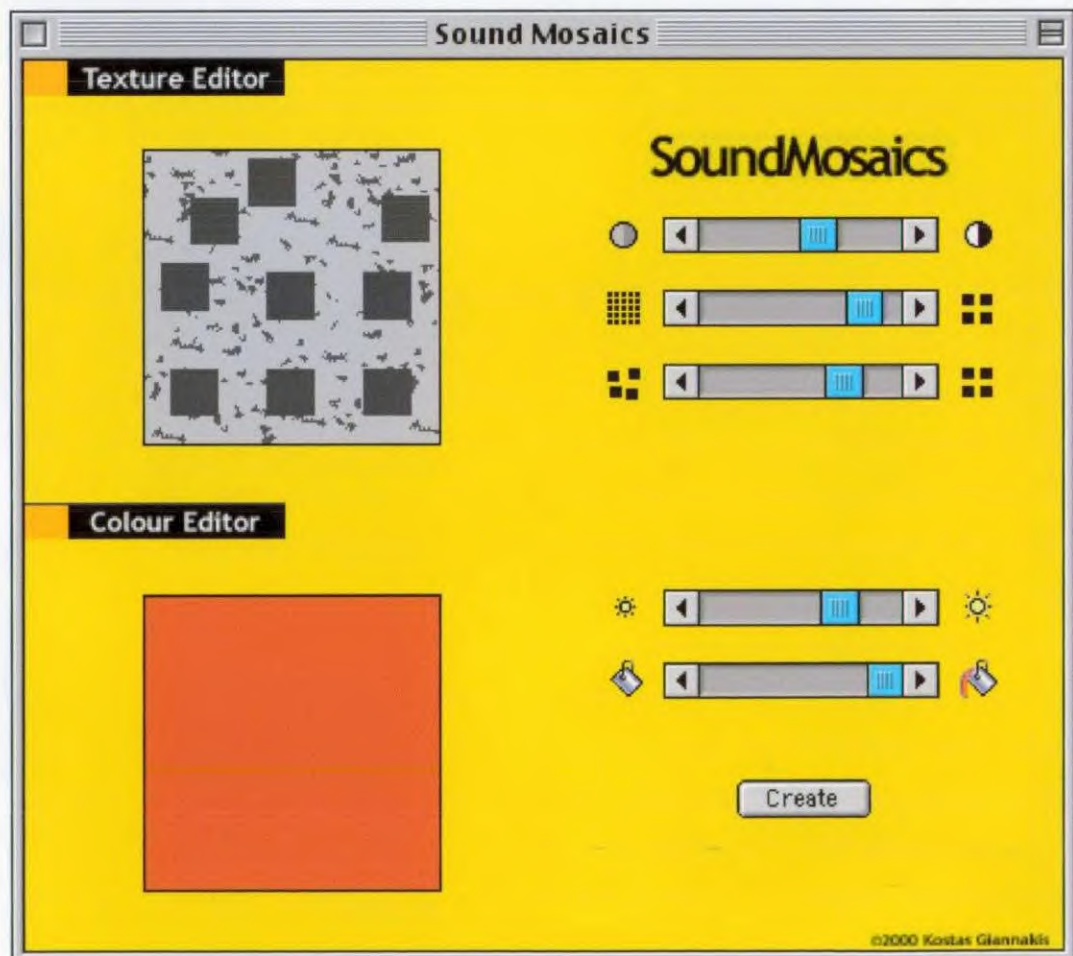 Sound Mosaics
Texture Editor
SoundMosaics
Colour Editor
Create
©2000 Kostas Giannakis